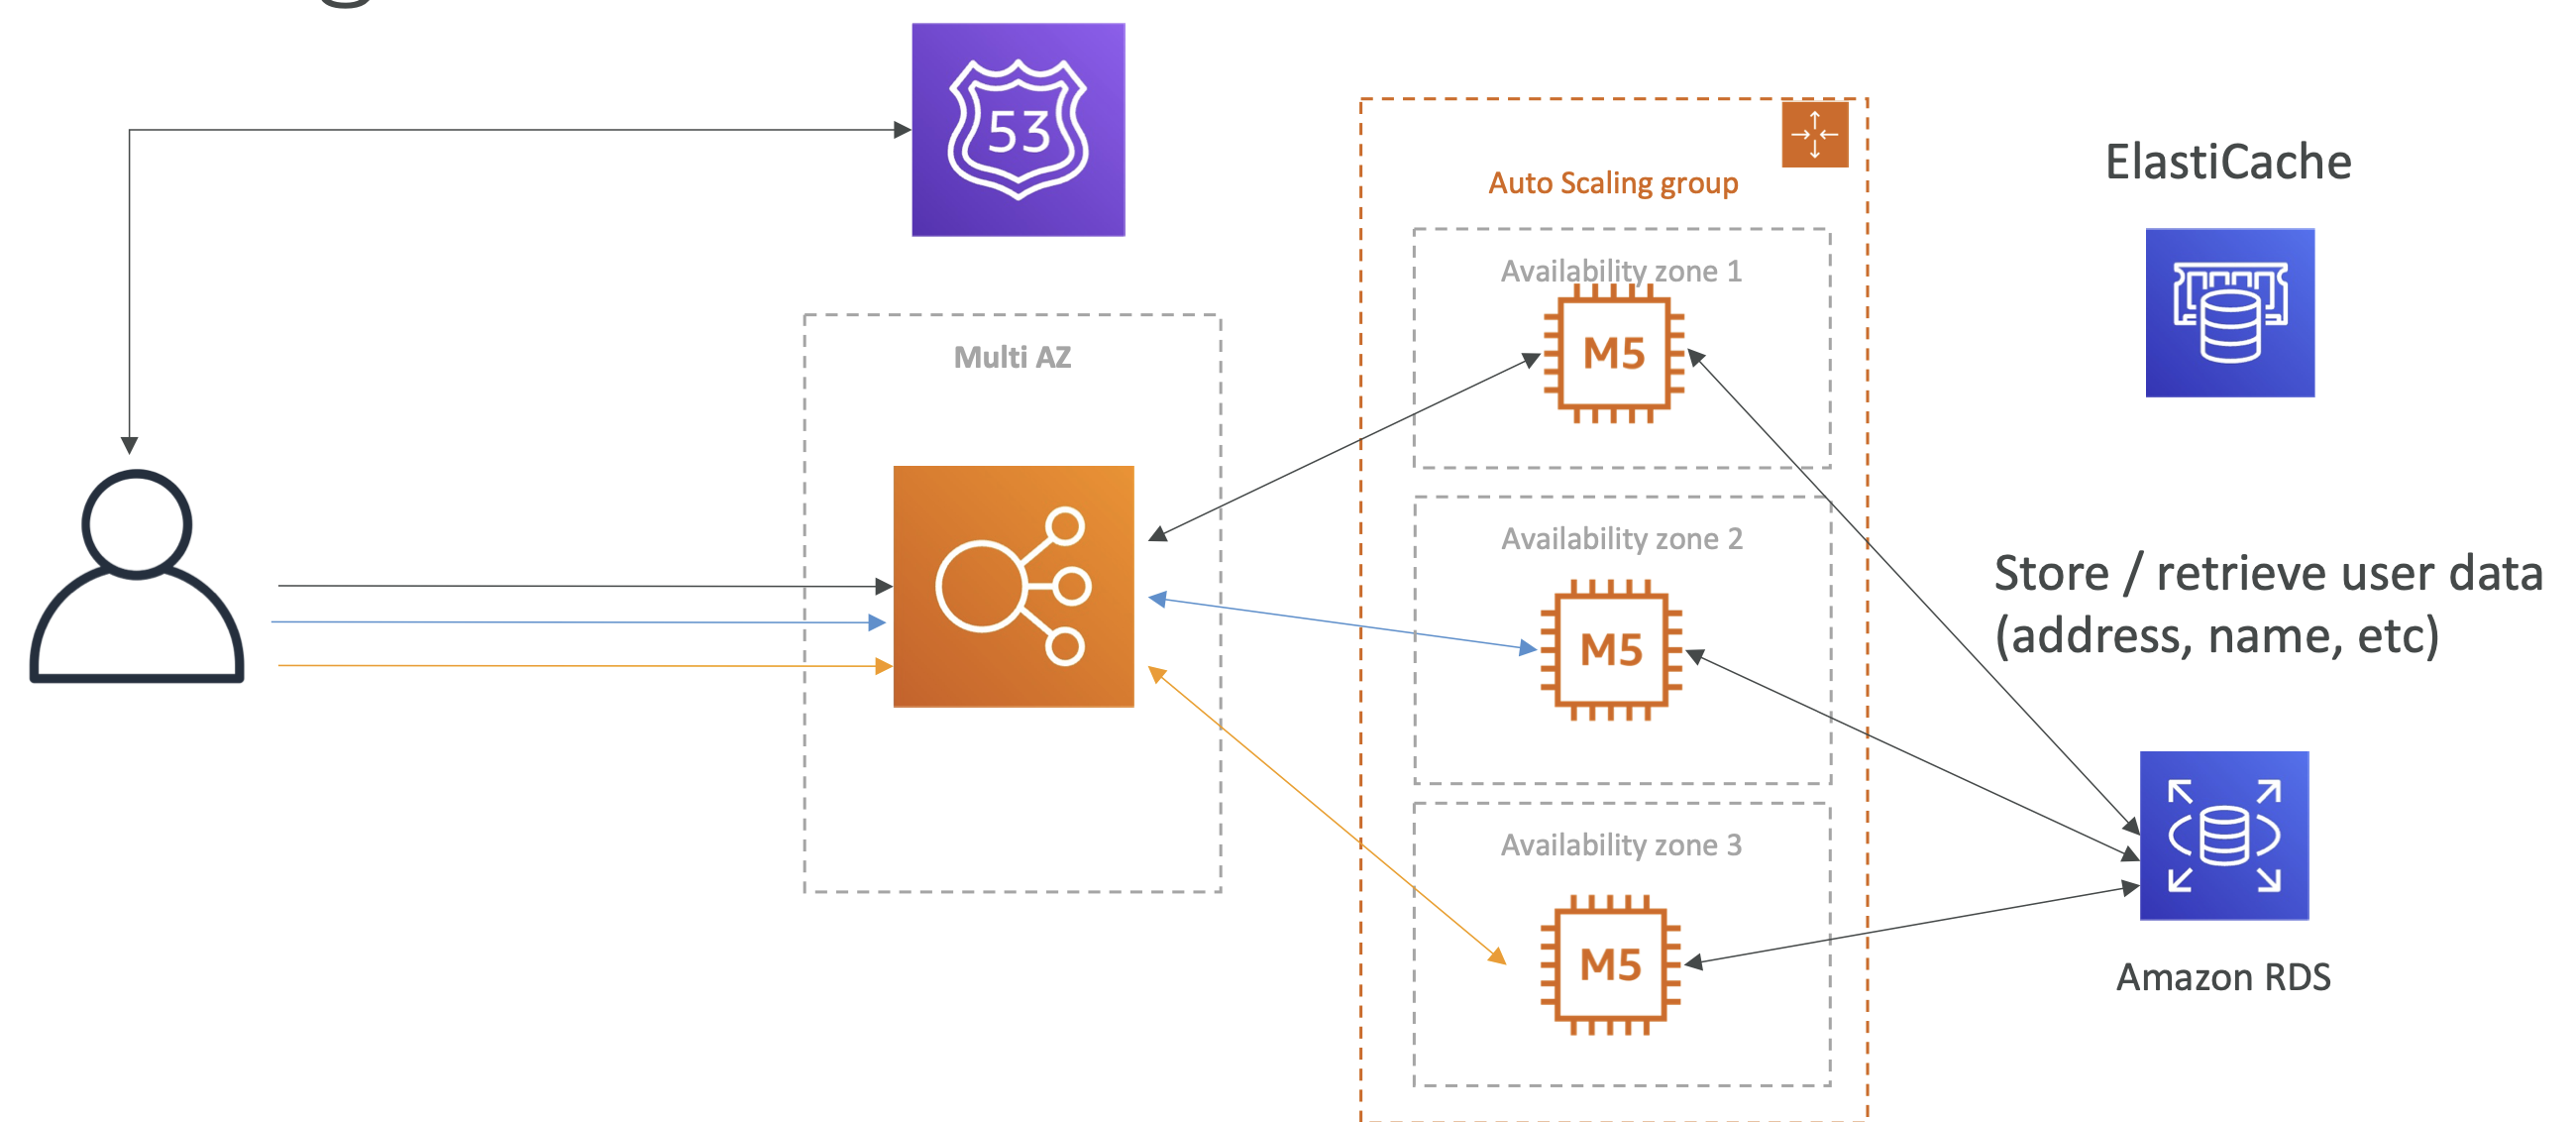 53
Auto Scaling group
ElastiCache
Availability zone 1
M5
Multi AZ
Availability zone 2
M5
Store / retrieve user data
(address, name, etc)
Availability zone 3
M5
Amazon RDS